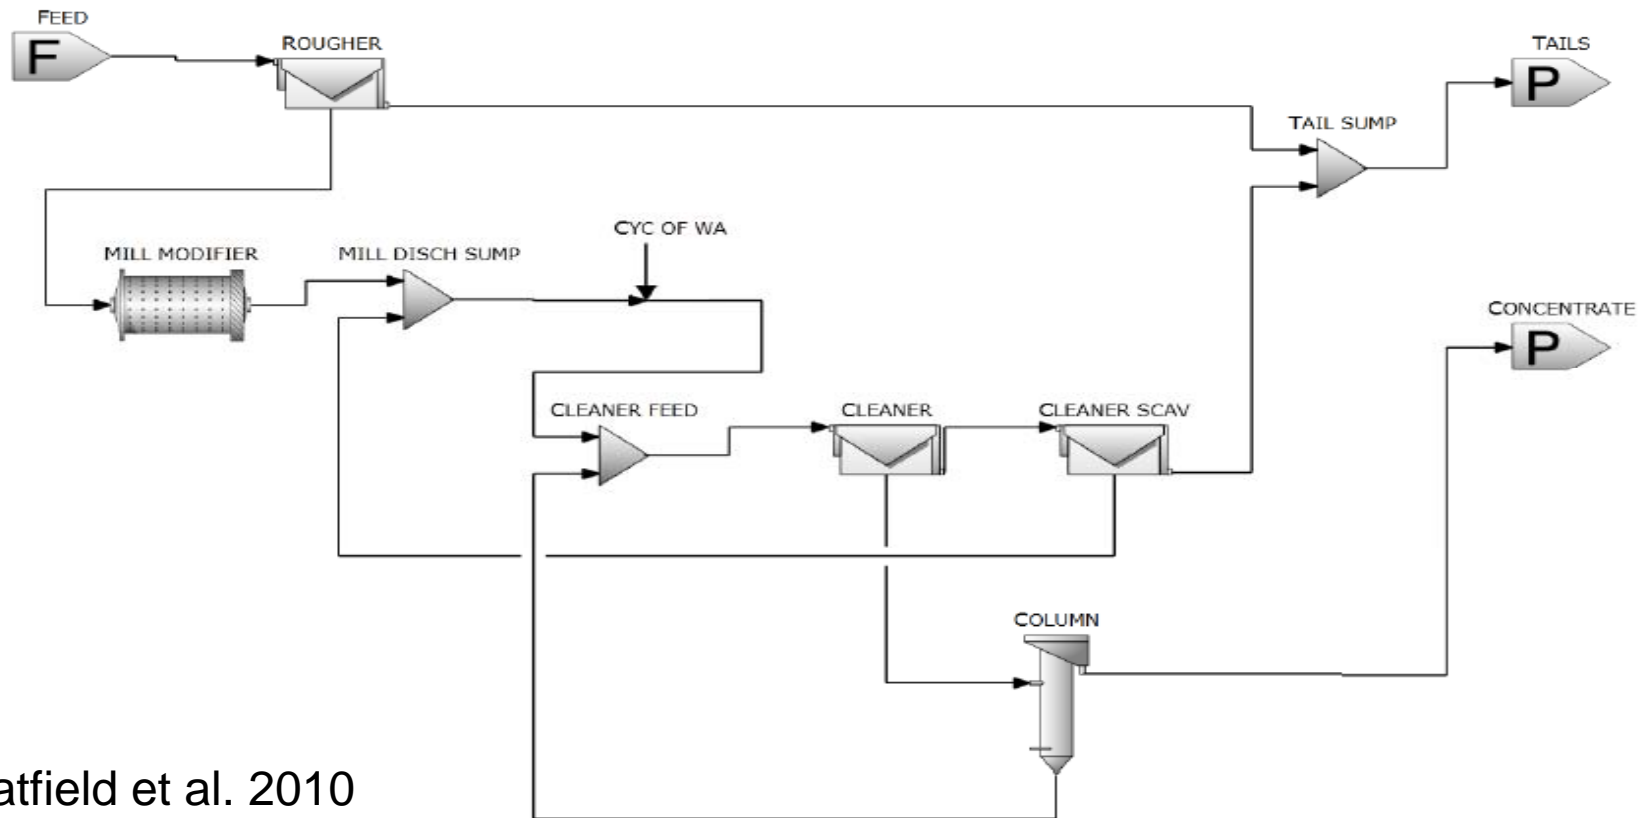 FEED
F
ROUGHER
TAILS
P
TAIL SUMP
CYC OF WA
MILL MODIFIER
MILL DISCH SUMP
CONCENTRATE
P
CLEANER FEED
CLEANER
CLEANER SCAV
COLUMN
atfield et al. 2010